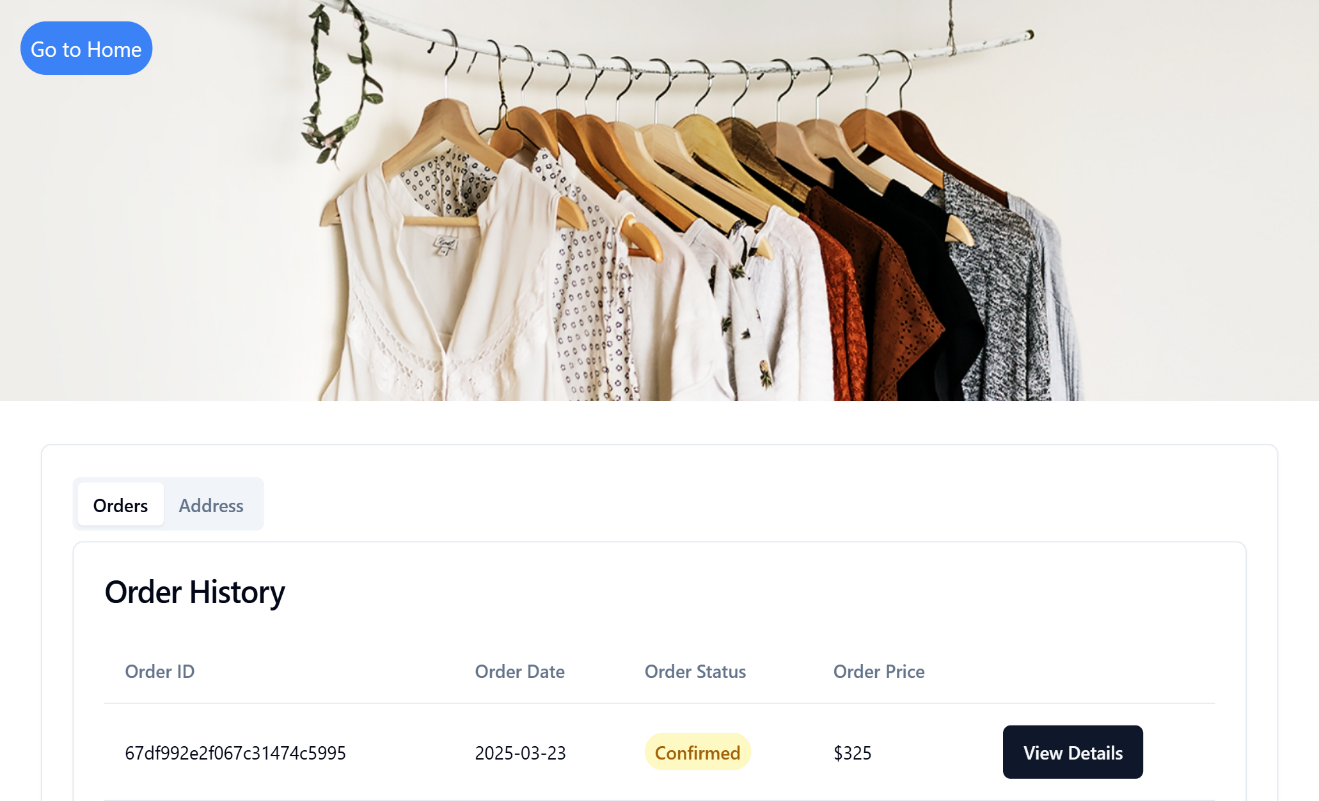 Go to Home
Orders Address
Order History
Order ID Order Date Order Status Order Price
67df992e2f067c31474c5995 2025-03-23 Confirmed $325 View Details